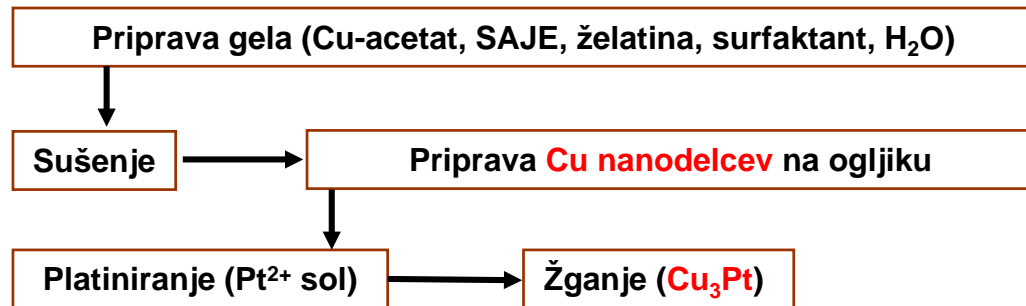 Priprava gela (Cu-acetat, SAJE, želatina, surfaktant, H₂O)
Sušenje
Priprava Cu nanodelcev na ogljiku
Platiniranje (Pt²⁺ sol)
Žganje (Cu₃Pt)